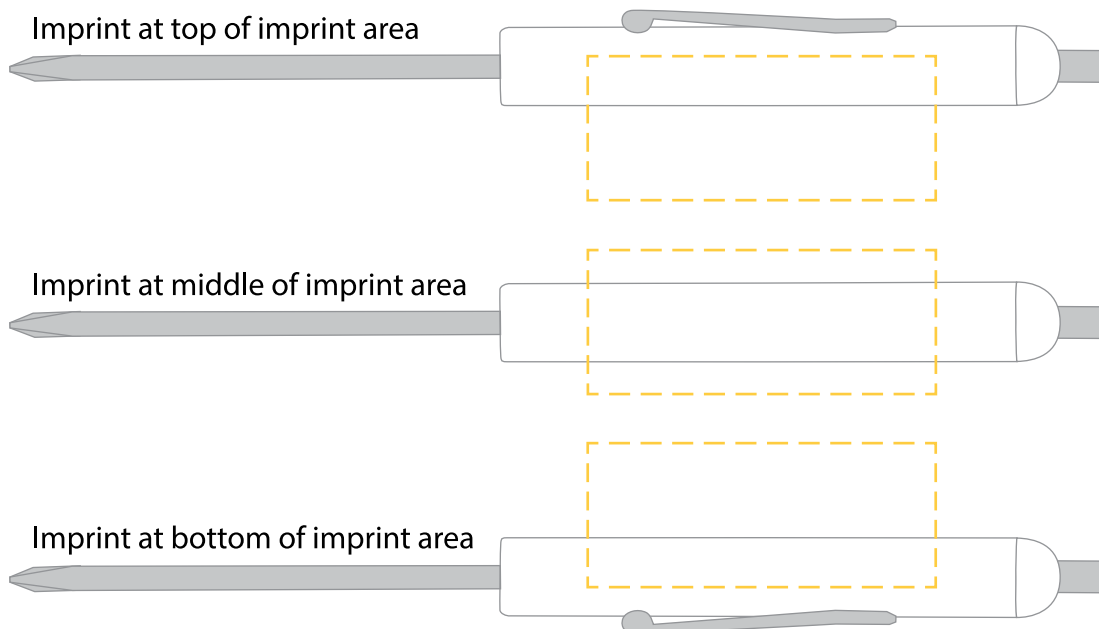 Imprint at top of imprint area
Imprint at middle of imprint area
Imprint at bottom of imprint area